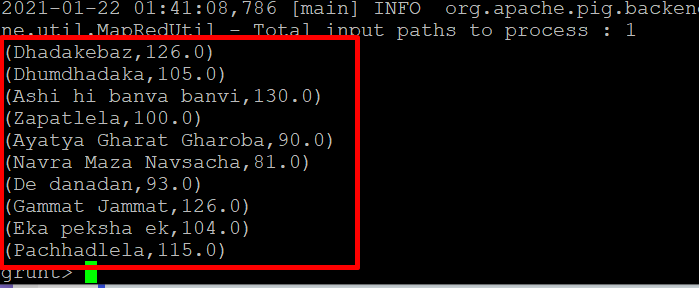 2021-01-22 01:41:08,786 [main] INFO  org.apache.pig.backen
ne.util.MapRedUtil - Total input paths to process : 1
(Dhadakebaz,126.0)
(Dhumdhadaka,105.0)
(Ashi hi banva banvi,130.0)
(Zapatlela,100.0)
(Ayatya Gharat Gharoba,90.0)
(Navra Maza Navsacha,81.0)
(De danadan,93.0)
(Gammat Jammat,126.0)
(Eka peksha ek,104.0)
(Pachhadlela,115.0)
grunt>